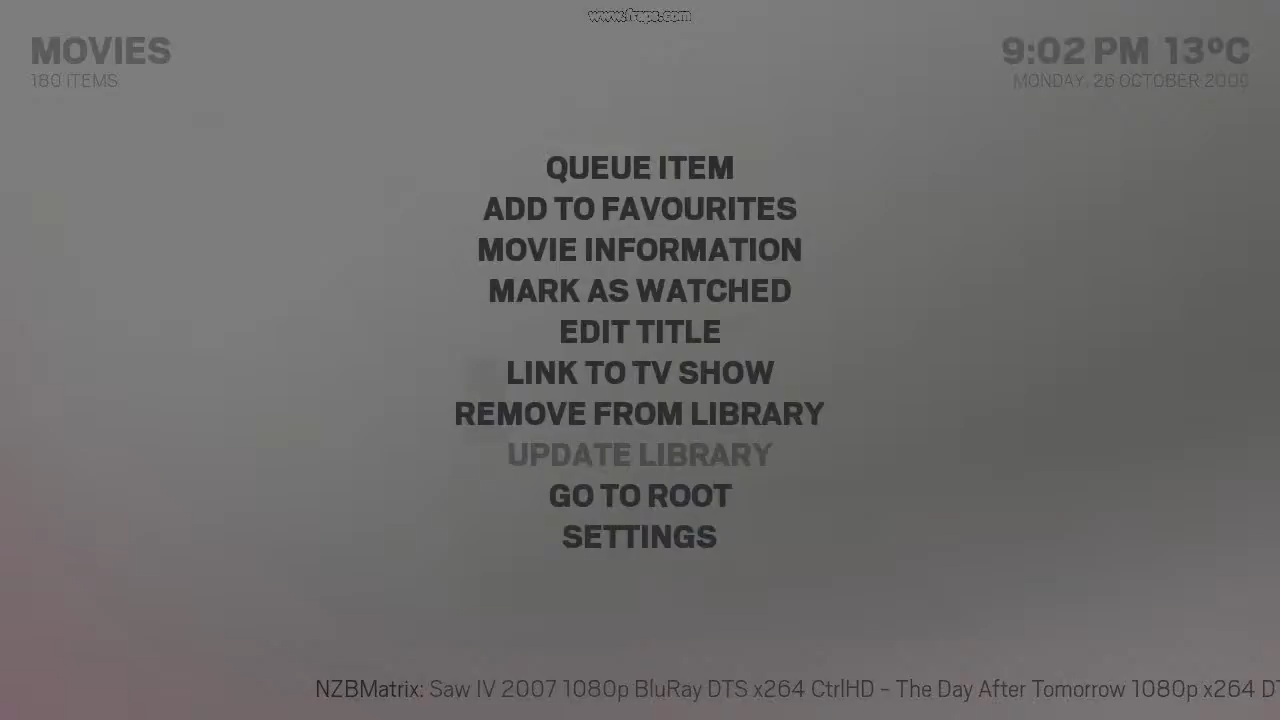 www.fraps.com
MOVIES
180 ITEMS
9:02 PM 13°C
MONDAY, 26 OCTOBER 2009
QUEUE ITEM
ADD TO FAVOURITES
MOVIE INFORMATION
MARK AS WATCHED
EDIT TITLE
LINK TO TV SHOW
REMOVE FROM LIBRARY
UPDATE LIBRARY
GO TO ROOT
SETTINGS
NZBMatrix: Saw IV 2007 1080p BluRay DTS x264 CtrlHD - The Day After Tomorrow 1080p x264